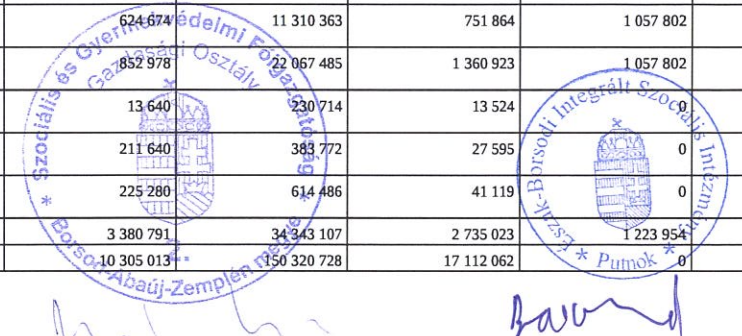 624 674 11 310 363 751 864 1 057 802
852 978 22 067 485 1 360 923 1 057 802
13 640 230 714 13 524 0
211 640 383 772 27 595 0
225 280 614 486 41 119 0
3 380 791 34 343 107 2 735 023 1 223 954
10 305 013 150 320 728 17 112 062 0
Szociális és Gyermekvédelmi Főigazgatóság
Gazdasági Osztály
* Borsod-Abaúj-Zemplén megye *
2.
Észak-Borsodi Integrált Szociális Intézmény
* Putnok *